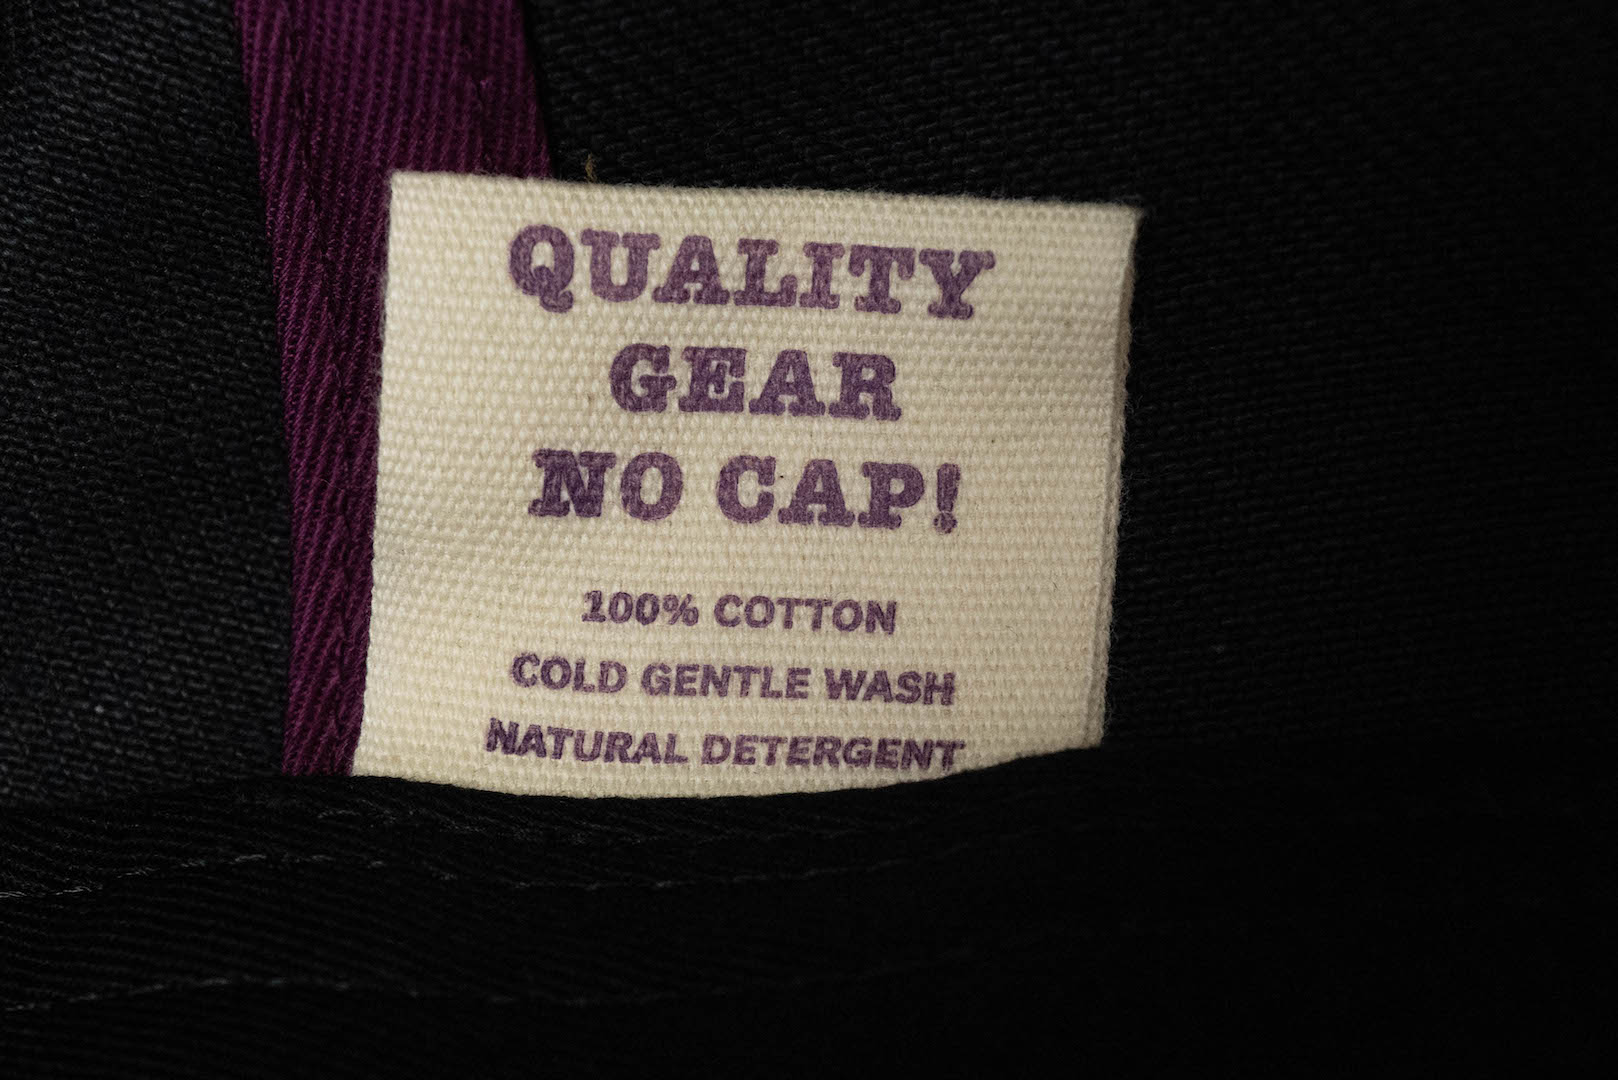 QUALITY
GEAR
NO CAP!
100% COTTON
COLD GENTLE WASH
NATURAL DETERGENT